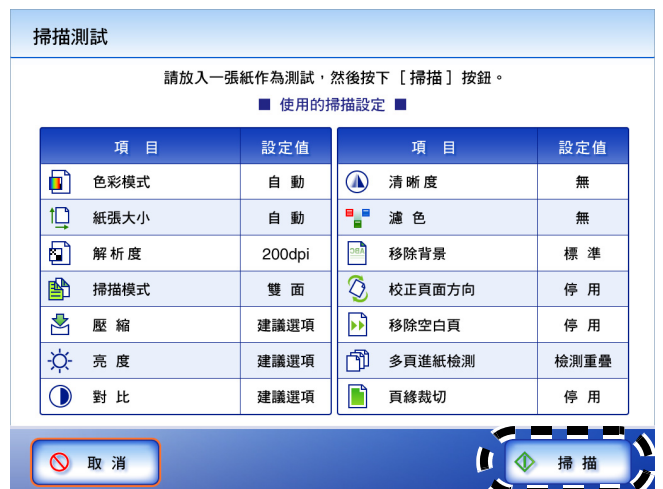 掃描測試
請放入一張紙作為測試，然後按下［掃描］按鈕。
■ 使用的掃描設定 ■
項 目 設定值 項 目 設定值
色彩模式 自 動 清晰度 無
紙張大小 自 動 濾 色 無
解析度 200dpi 移除背景 標 準
掃描模式 雙 面 校正頁面方向 停 用
壓 縮 建議選項 移除空白頁 停 用
亮 度 建議選項 多頁進紙檢測 檢測重疊
對 比 建議選項 頁緣裁切 停 用
取 消 掃 描